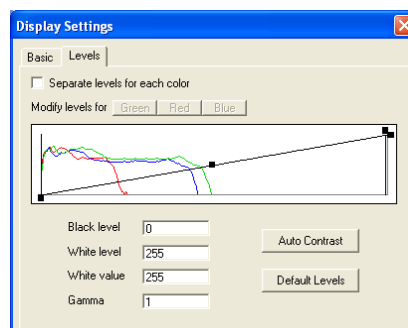 Display Settings
Basic Levels
Separate levels for each color
Modify levels for Green Red Blue
Black level 0
White level 255
White value 255
Gamma 1
Auto Contrast
Default Levels